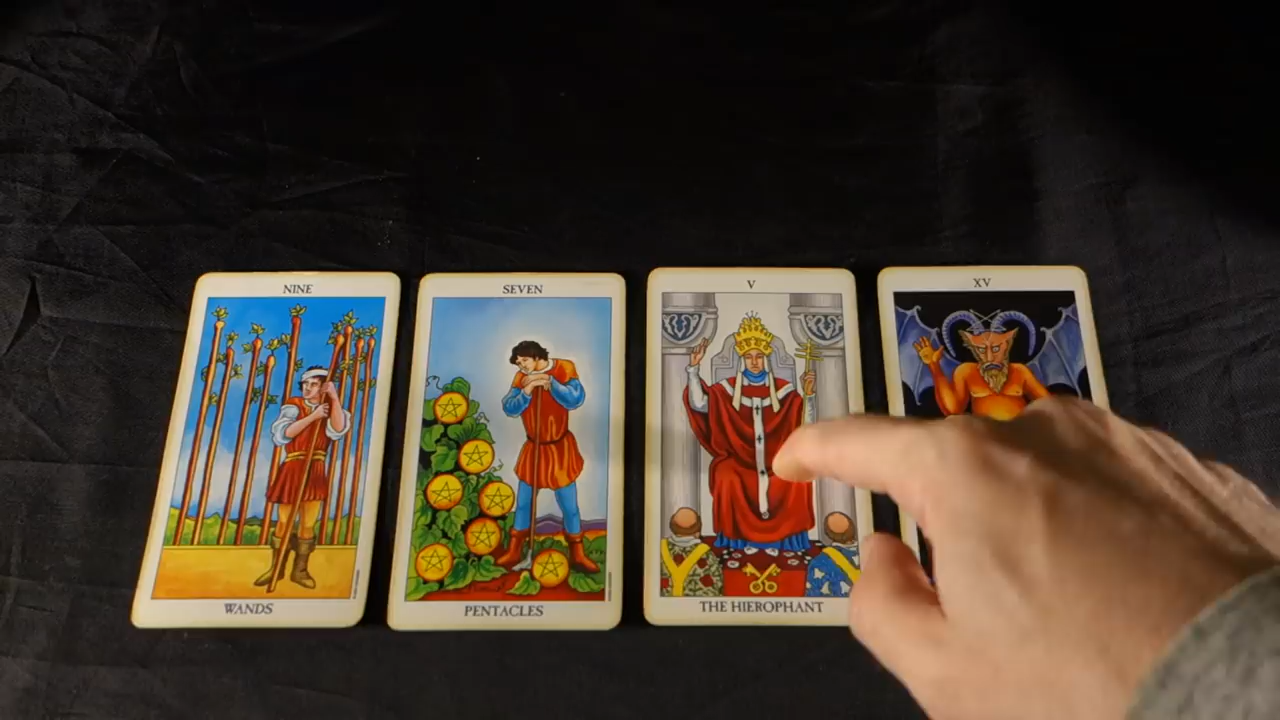 NINE
WANDS
SEVEN
PENTACLES
V
THE HIEROPHANT
XV